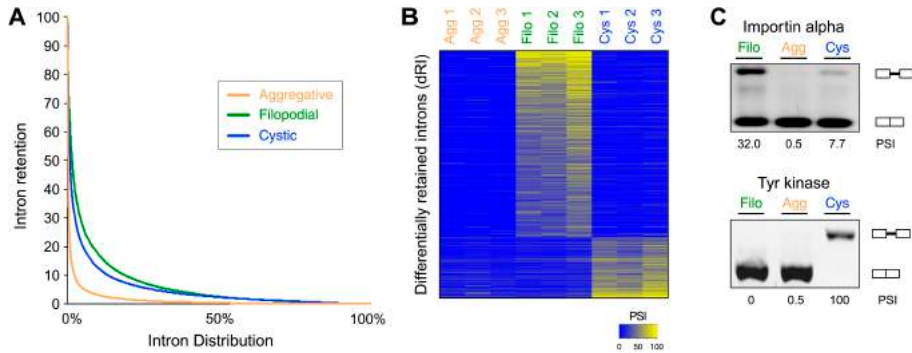 A
Intron retention
100
90
80
70
60
50
40
30
20
10
0
0%
50%
100%
Intron Distribution
Aggregative
Filopodial
Cystic
B
Agg 1
Agg 2
Agg 3
Filo 1
Filo 2
Filo 3
Cys 1
Cys 2
Cys 3
Differentially retained introns (dRI)
PSI
0 50 100
C
Importin alpha
Filo Agg Cys
32.0 0.5 7.7 PSI
Tyr kinase
Filo Agg Cys
0 0.5 100 PSI